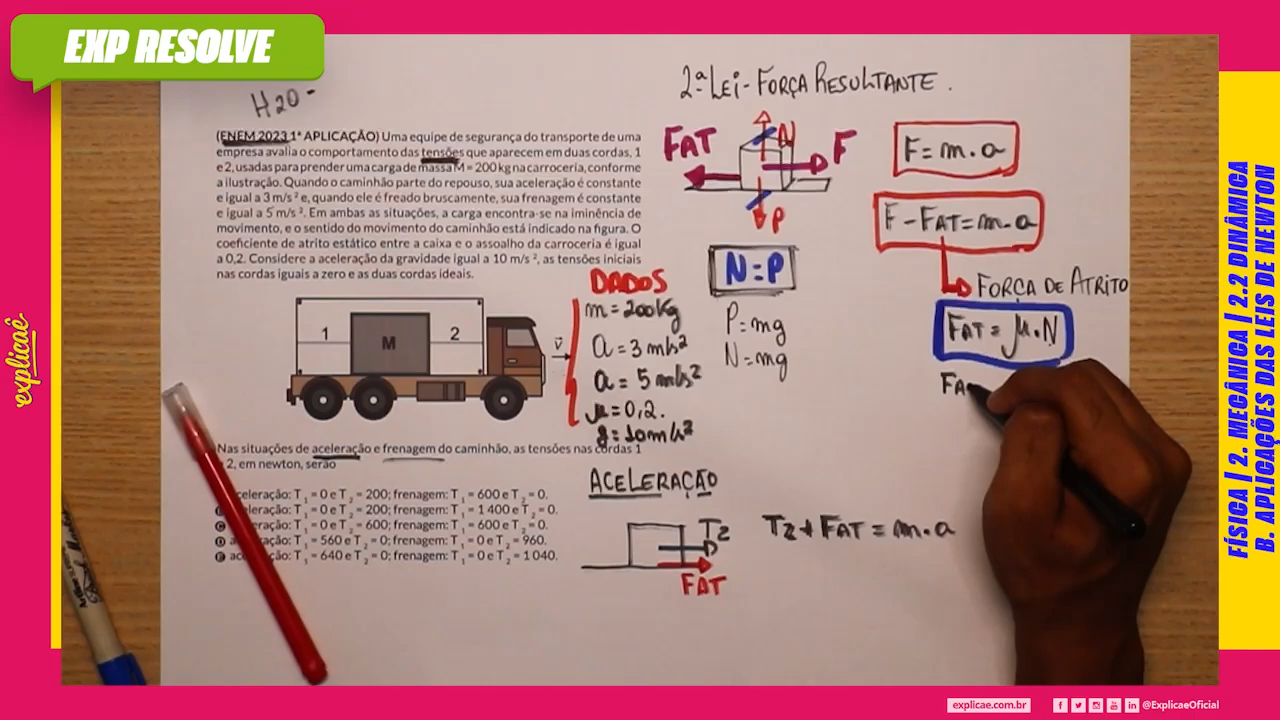 EXP RESOLVE
H2O -
(ENEM 2023 1ª APLICAÇÃO) Uma equipe de segurança do transporte de uma
empresa avalia o comportamento das tensões que aparecem em duas cordas, 1
e 2, usadas para prender uma carga de massa M = 200 kg na carroceria, conforme
a ilustração. Quando o caminhão parte do repouso, sua aceleração é constante
e igual a 3 m/s ² e, quando ele é freado bruscamente, sua frenagem é constante
e igual a 5 m/s ². Em ambas as situações, a carga encontra-se na iminência de
movimento, e o sentido do movimento do caminhão está indicado na figura. O
coeficiente de atrito estático entre a caixa e o assoalho da carroceria é igual
a 0,2. Considere a aceleração da gravidade igual a 10 m/s ², as tensões iniciais
nas cordas iguais a zero e as duas cordas ideais.
1 M 2
v
Nas situações de aceleração e frenagem do caminhão, as tensões nas cordas 1
2, em newton, serão
eleração: T1 = 0 e T2 = 200; frenagem: T1 = 600 e T2 = 0.
eleração: T1 = 0 e T2 = 200; frenagem: T1 = 1 400 e T2 = 0.
C eleração: T1 = 0 e T2 = 600; frenagem: T1 = 600 e T2 = 0.
D ace eração: T1 = 560 e T2 = 0; frenagem: T1 = 0 e T2 = 960.
E aceleração: T1 = 640 e T2 = 0; frenagem: T1 = 0 e T2 = 1 040.
DADOS
m = 200kg
a = 3 m/s²
a = 5 m/s²
μ = 0,2.
g = 10 m/s²
2ª LEI - FORÇA RESULTANTE.
FAT N F
P
N = P
P = mg
N = mg
F = m.a
F - FAT = m.a
FORÇA DE ATRITO
FAT = μ.N
FA
ACELERAÇÃO
T2
FAT
T2 + FAT = m.a
explicaê
FÍSICA | 2. MECÂNICA | 2.2 DINÂMICA
B. APLICAÇÕES DAS LEIS DE NEWTON
explicae.com.br
@ExplicaeOficial